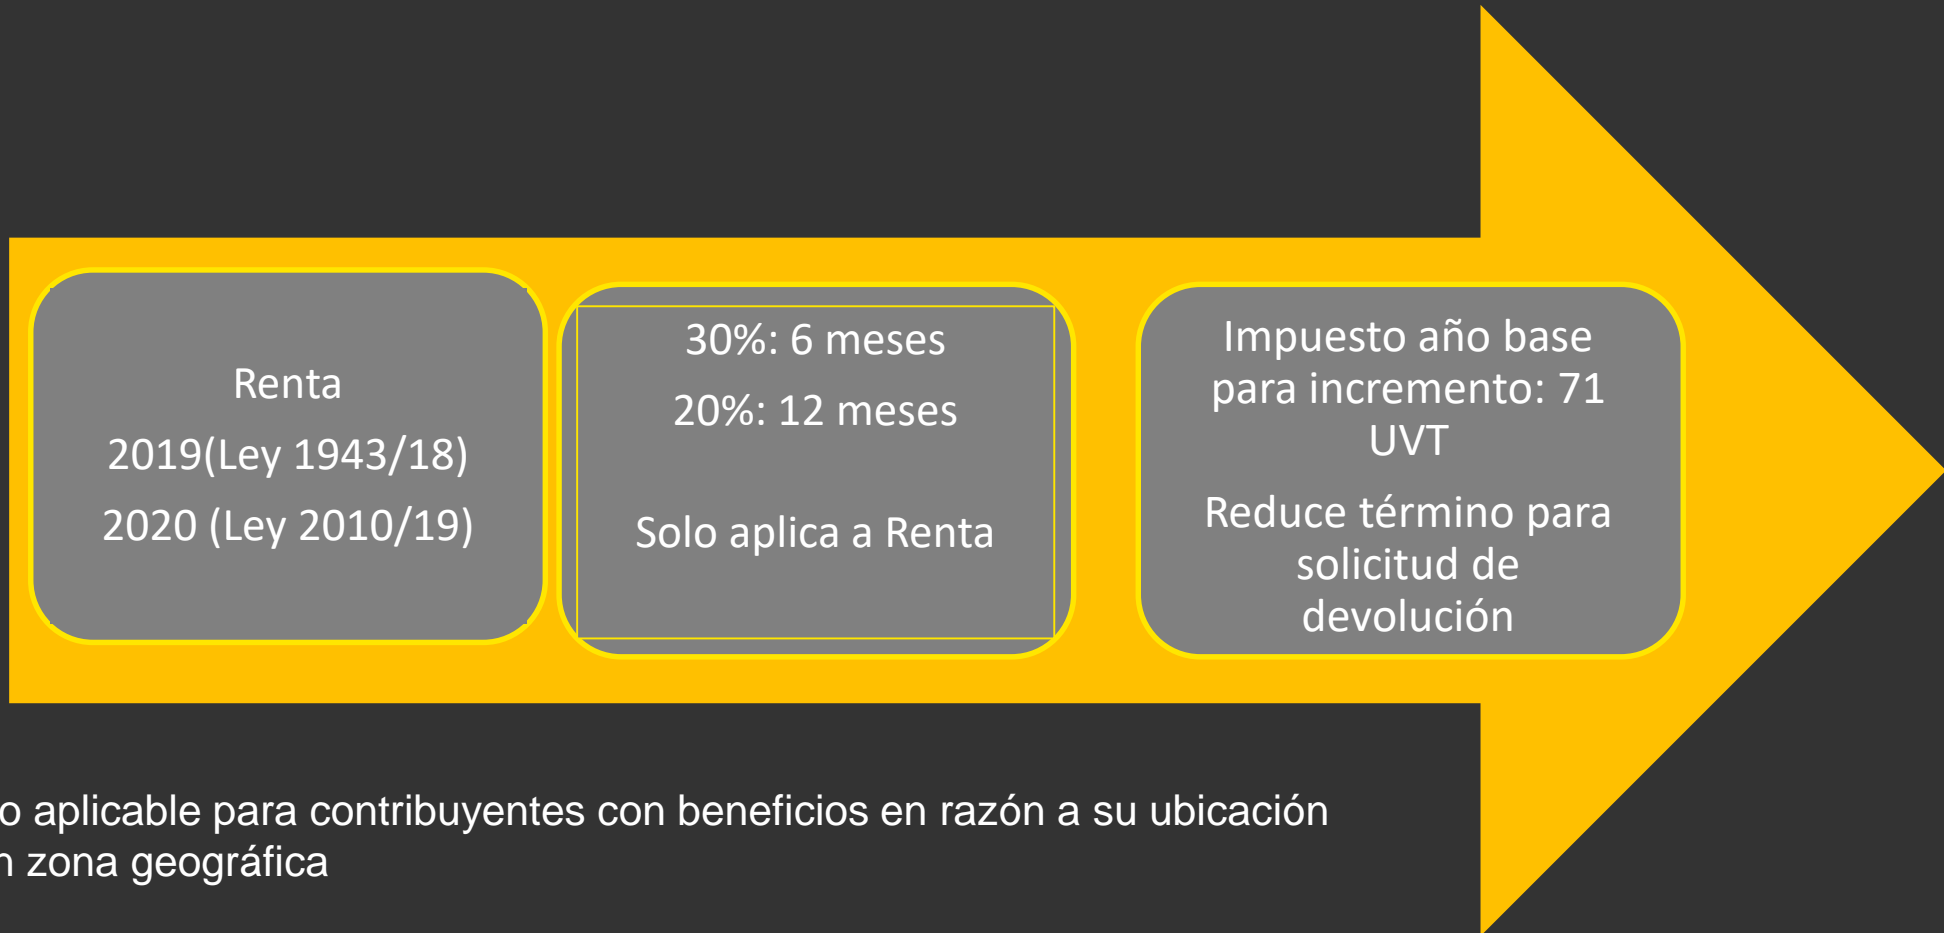 Renta
2019(Ley 1943/18)
2020 (Ley 2010/19)
30%: 6 meses
20%: 12 meses
Solo aplica a Renta
Impuesto año base
para incremento: 71
UVT
Reduce término para
solicitud de
devolución
o aplicable para contribuyentes con beneficios en razón a su ubicación
n zona geográfica